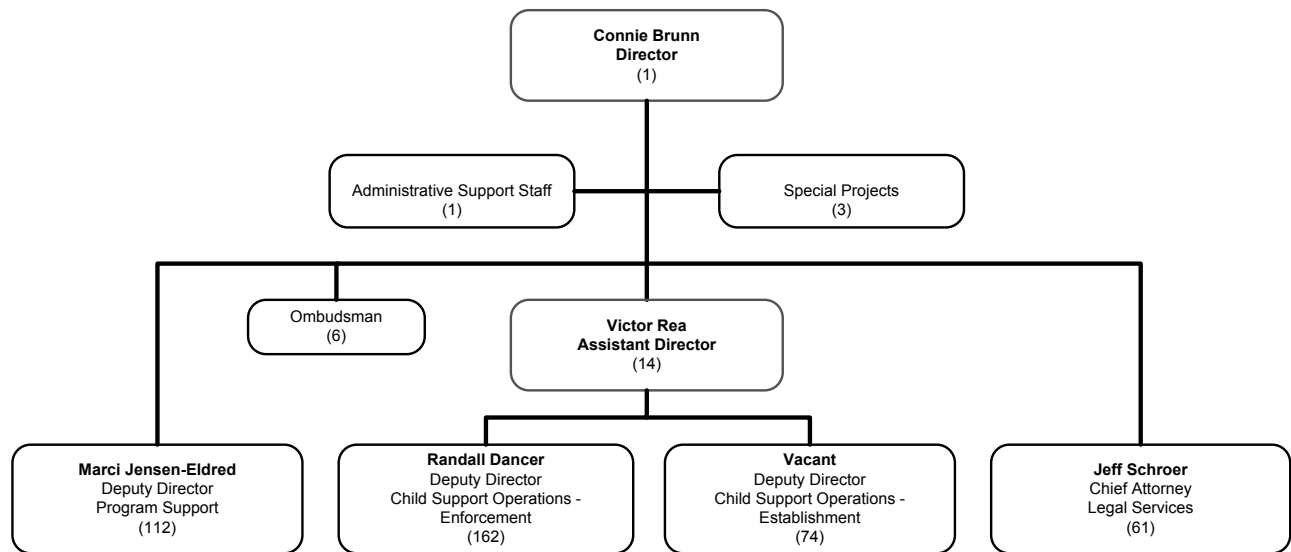 Connie Brunn
Director
(1)
Administrative Support Staff
(1)
Special Projects
(3)
Ombudsman
(6)
Victor Rea
Assistant Director
(14)
Marci Jensen-Eldred
Deputy Director
Program Support
(112)
Randall Dancer
Deputy Director
Child Support Operations -
Enforcement
(162)
Vacant
Deputy Director
Child Support Operations -
Establishment
(74)
Jeff Schroer
Chief Attorney
Legal Services
(61)